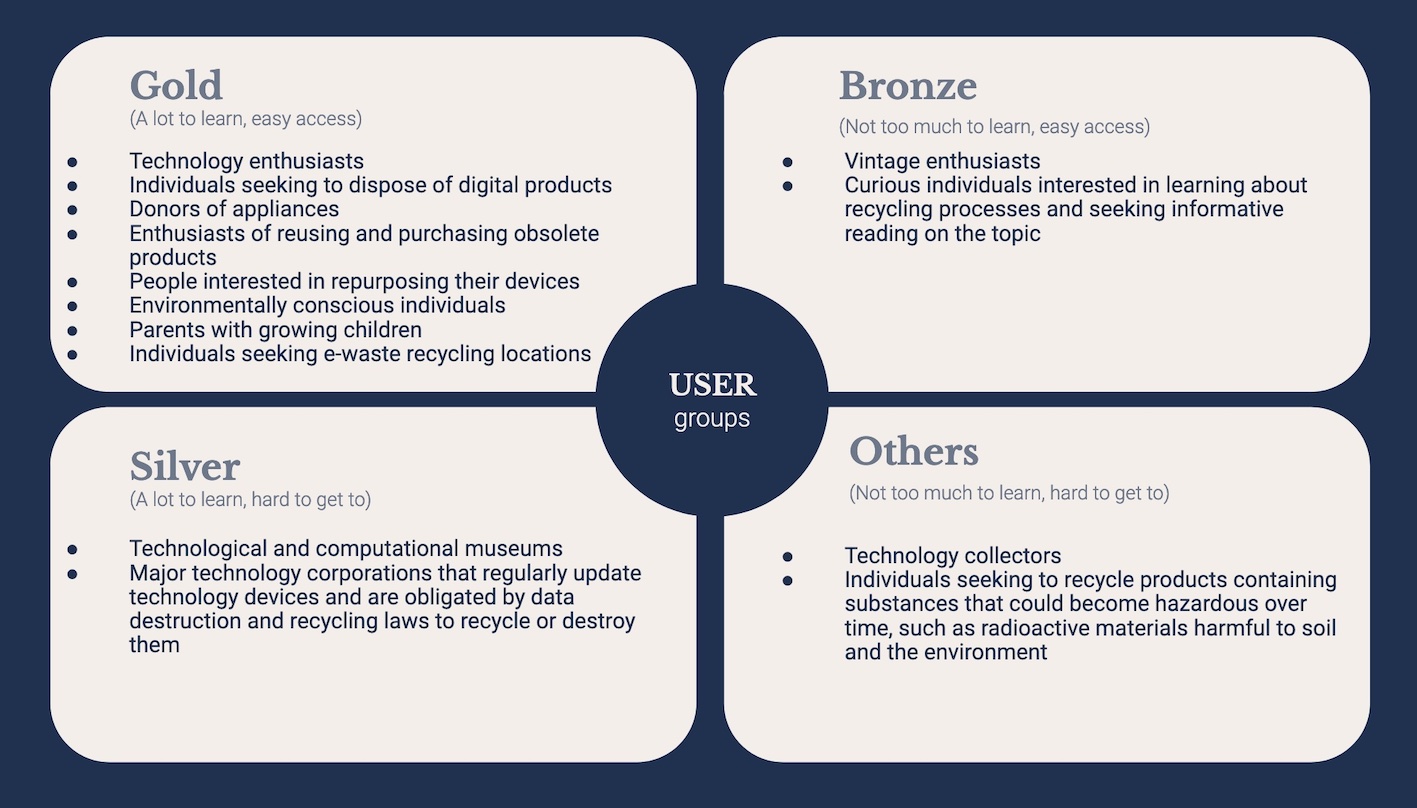 Gold
(A lot to learn, easy access)
● Technology enthusiasts
● Individuals seeking to dispose of digital products
● Donors of appliances
● Enthusiasts of reusing and purchasing obsolete
products
● People interested in repurposing their devices
● Environmentally conscious individuals
● Parents with growing children
● Individuals seeking e-waste recycling locations
Bronze
(Not too much to learn, easy access)
● Vintage enthusiasts
● Curious individuals interested in learning about
recycling processes and seeking informative
reading on the topic
USER
groups
Silver
(A lot to learn, hard to get to)
● Technological and computational museums
● Major technology corporations that regularly update
technology devices and are obligated by data
destruction and recycling laws to recycle or destroy
them
Others
(Not too much to learn, hard to get to)
● Technology collectors
● Individuals seeking to recycle products containing
substances that could become hazardous over
time, such as radioactive materials harmful to soil
and the environment